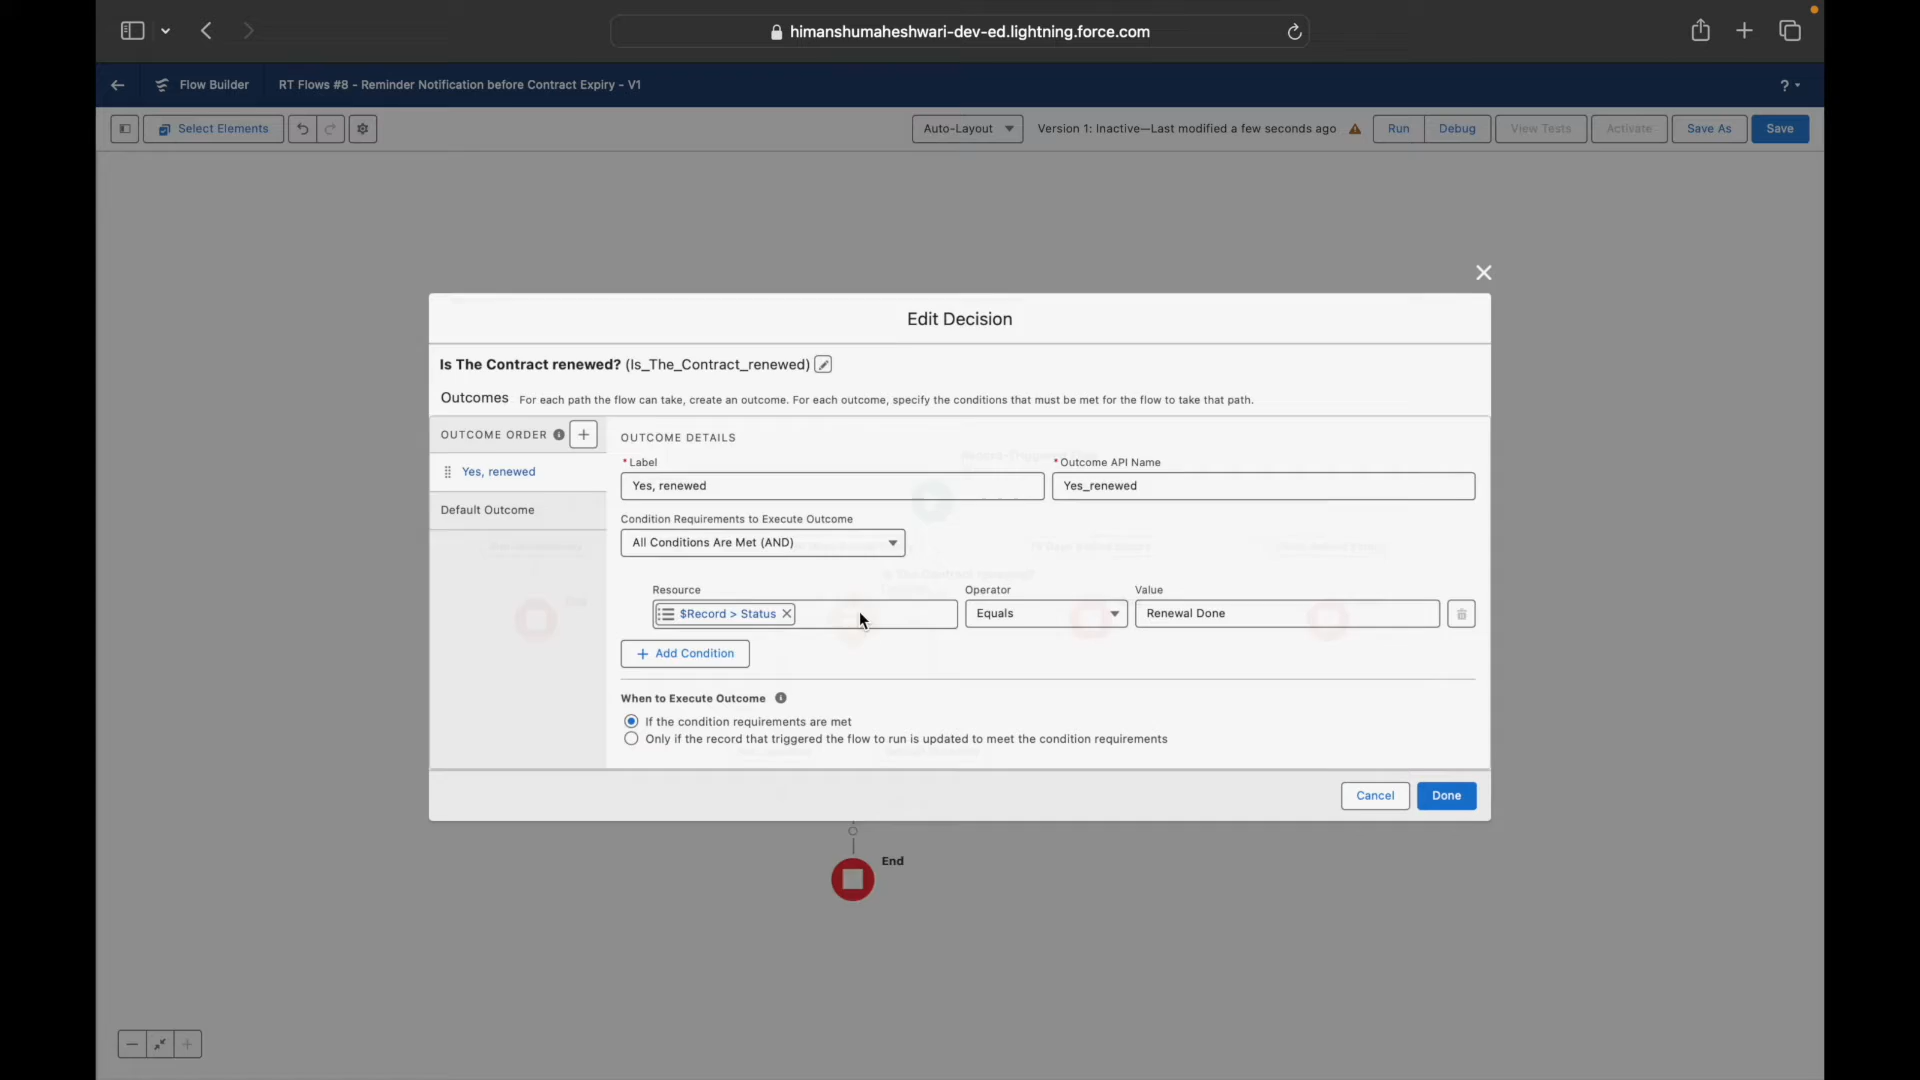 himanshumaheshwari-dev-ed.lightning.force.com
Flow Builder RT Flows #8 - Reminder Notification before Contract Expiry - V1 ?
Select Elements Auto-Layout Version 1: Inactive—Last modified a few seconds ago Run Debug View Tests Activate Save As Save
Edit Decision
Is The Contract renewed? (Is_The_Contract_renewed)
Outcomes For each path the flow can take, create an outcome. For each outcome, specify the conditions that must be met for the flow to take that path.
OUTCOME ORDER
Yes, renewed
Default Outcome
OUTCOME DETAILS
* Label * Outcome API Name
Yes, renewed Yes_renewed
Condition Requirements to Execute Outcome
All Conditions Are Met (AND)
Resource Operator Value
$Record > Status Equals Renewal Done
+ Add Condition
When to Execute Outcome
If the condition requirements are met
Only if the record that triggered the flow to run is updated to meet the condition requirements
Cancel Done
End